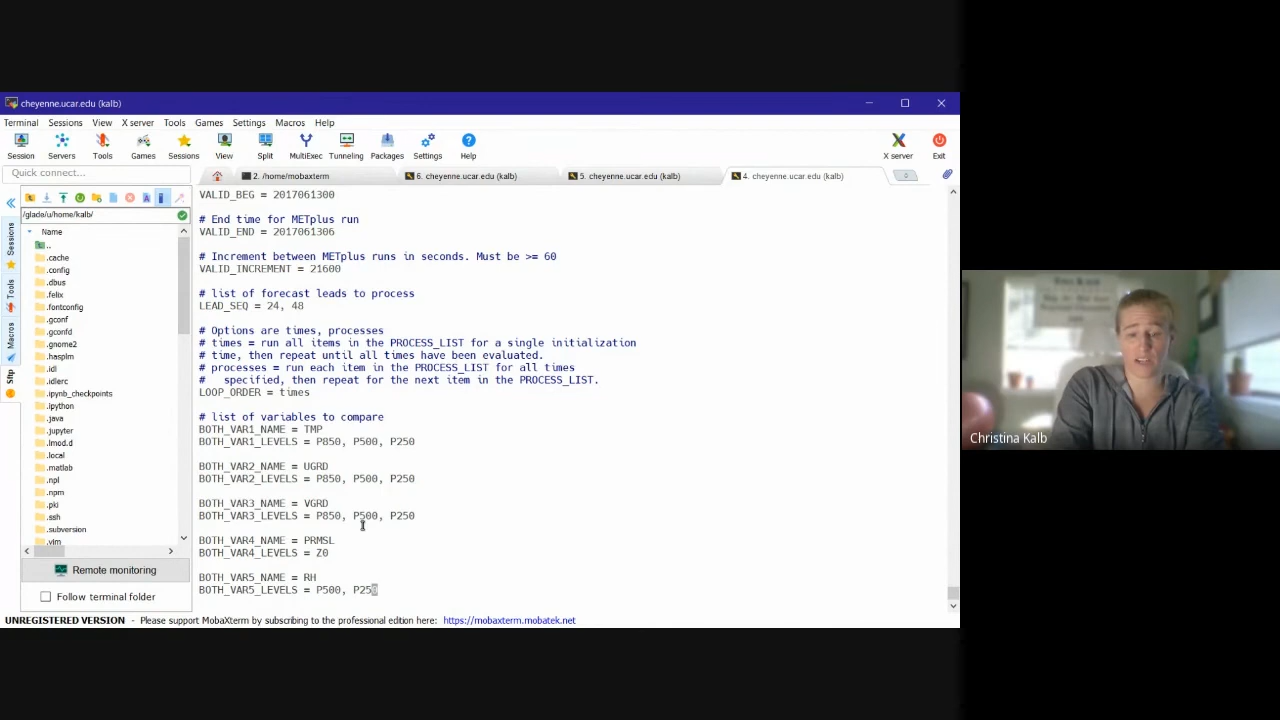 cheyenne.ucar.edu (kalb)
Terminal Sessions View X server Tools Games Settings Macros Help
Session Servers Tools Games Sessions View Split MultiExec Tunneling Packages Settings Help X server Exit
Quick connect...
2. /home/mobaxterm
6. cheyenne.ucar.edu (kalb)
5. cheyenne.ucar.edu (kalb)
4. cheyenne.ucar.edu (kalb)
/glade/u/home/kalb/
Name
..
.cache
.config
.dbus
.felix
.fontconfig
.gconf
.gconfd
.gnome2
.hasplm
.idl
.idlerc
.ipynb_checkpoints
.ipython
.java
.jupyter
.lmod.d
.local
.matlab
.npl
.npm
.pki
.ssh
.subversion
.vim
Sessions
Tools
Macros
Sftp
Remote monitoring
Follow terminal folder
VALID_BEG = 2017061300
# End time for METplus run
VALID_END = 2017061306
# Increment between METplus runs in seconds. Must be >= 60
VALID_INCREMENT = 21600
# list of forecast leads to process
LEAD_SEQ = 24, 48
# Options are times, processes
# times = run all items in the PROCESS_LIST for a single initialization
# time, then repeat until all times have been evaluated.
# processes = run each item in the PROCESS_LIST for all times
# specified, then repeat for the next item in the PROCESS_LIST.
LOOP_ORDER = times
# list of variables to compare
BOTH_VAR1_NAME = TMP
BOTH_VAR1_LEVELS = P850, P500, P250
BOTH_VAR2_NAME = UGRD
BOTH_VAR2_LEVELS = P850, P500, P250
BOTH_VAR3_NAME = VGRD
BOTH_VAR3_LEVELS = P850, P500, P250
BOTH_VAR4_NAME = PRMSL
BOTH_VAR4_LEVELS = Z0
BOTH_VAR5_NAME = RH
BOTH_VAR5_LEVELS = P500, P250
UNREGISTERED VERSION - Please support MobaXterm by subscribing to the professional edition here: https://mobaxterm.mobatek.net
Christina Kalb